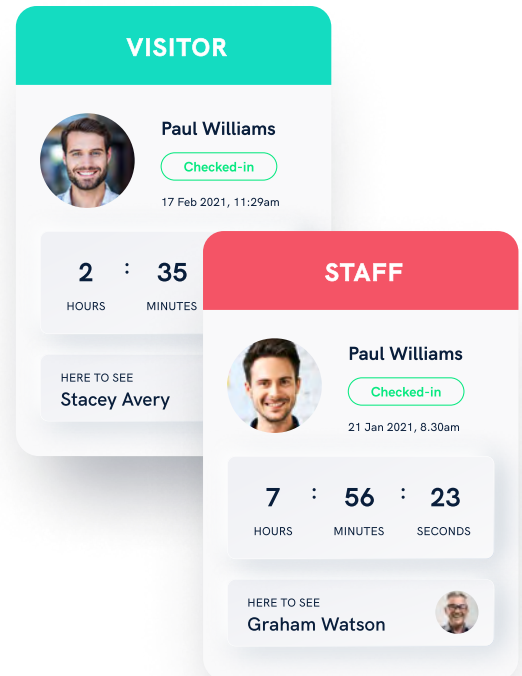 VISITOR
Paul Williams
Checked-in
17 Feb 2021, 11:29am
2 : 35
HOURS MINUTES
HERE TO SEE
Stacey Avery
STAFF
Paul Williams
Checked-in
21 Jan 2021, 8.30am
7 : 56 : 23
HOURS MINUTES SECONDS
HERE TO SEE
Graham Watson